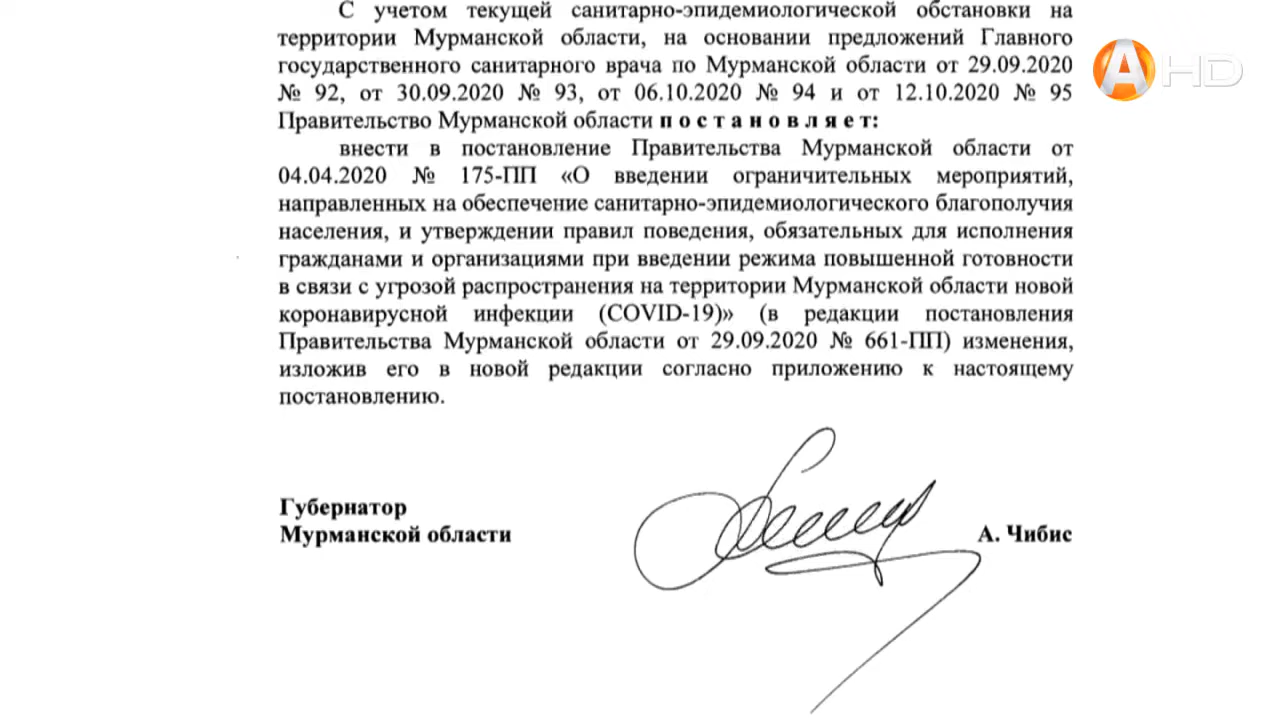 С учетом текущей санитарно-эпидемиологической обстановки на
территории Мурманской области, на основании предложений Главного
государственного санитарного врача по Мурманской области от 29.09.2020
№ 92, от 30.09.2020 № 93, от 06.10.2020 № 94 и от 12.10.2020 № 95
Правительство Мурманской области п о с т а н о в л я е т:
внести в постановление Правительства Мурманской области от
04.04.2020 № 175-ПП «О введении ограничительных мероприятий,
направленных на обеспечение санитарно-эпидемиологического благополучия
населения, и утверждении правил поведения, обязательных для исполнения
гражданами и организациями при введении режима повышенной готовности
в связи с угрозой распространения на территории Мурманской области новой
коронавирусной инфекции (COVID-19)» (в редакции постановления
Правительства Мурманской области от 29.09.2020 № 661-ПП) изменения,
изложив его в новой редакции согласно приложению к настоящему
постановлению.
Губернатор
Мурманской области
А. Чибис
А HD